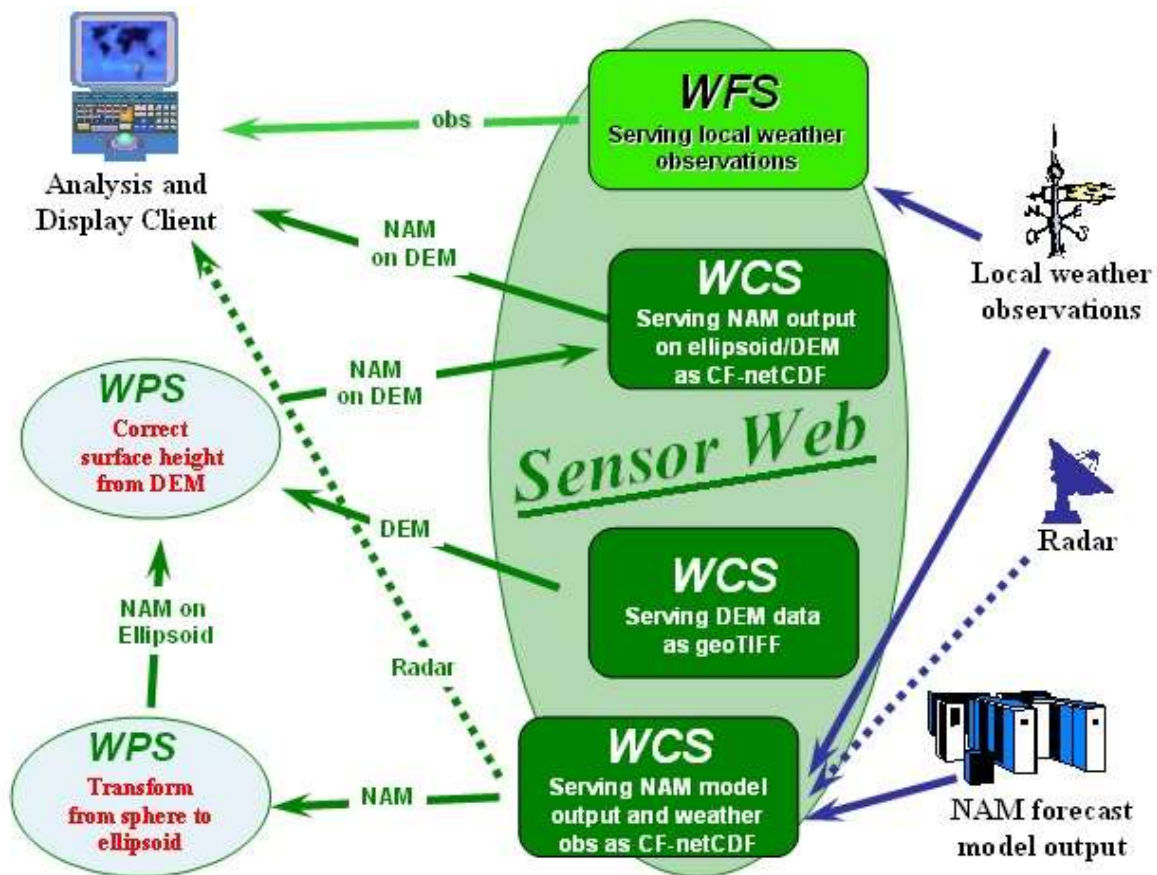 WFS
Serving local weather
observations
obs
Analysis and
Display Client
NAM
on DEM
WCS
Serving NAM output
on ellipsoid/DEM
as CF-netCDF
Local weather
observations
WPS
Correct
surface height
from DEM
NAM
on DEM
Sensor Web
DEM
Radar
WCS
Serving DEM data
as geoTIFF
NAM on
Ellipsoid
Radar
WPS
Transform
from sphere to
ellipsoid
NAM
WCS
Serving NAM model
output and weather
obs as CF-netCDF
NAM forecast
model output